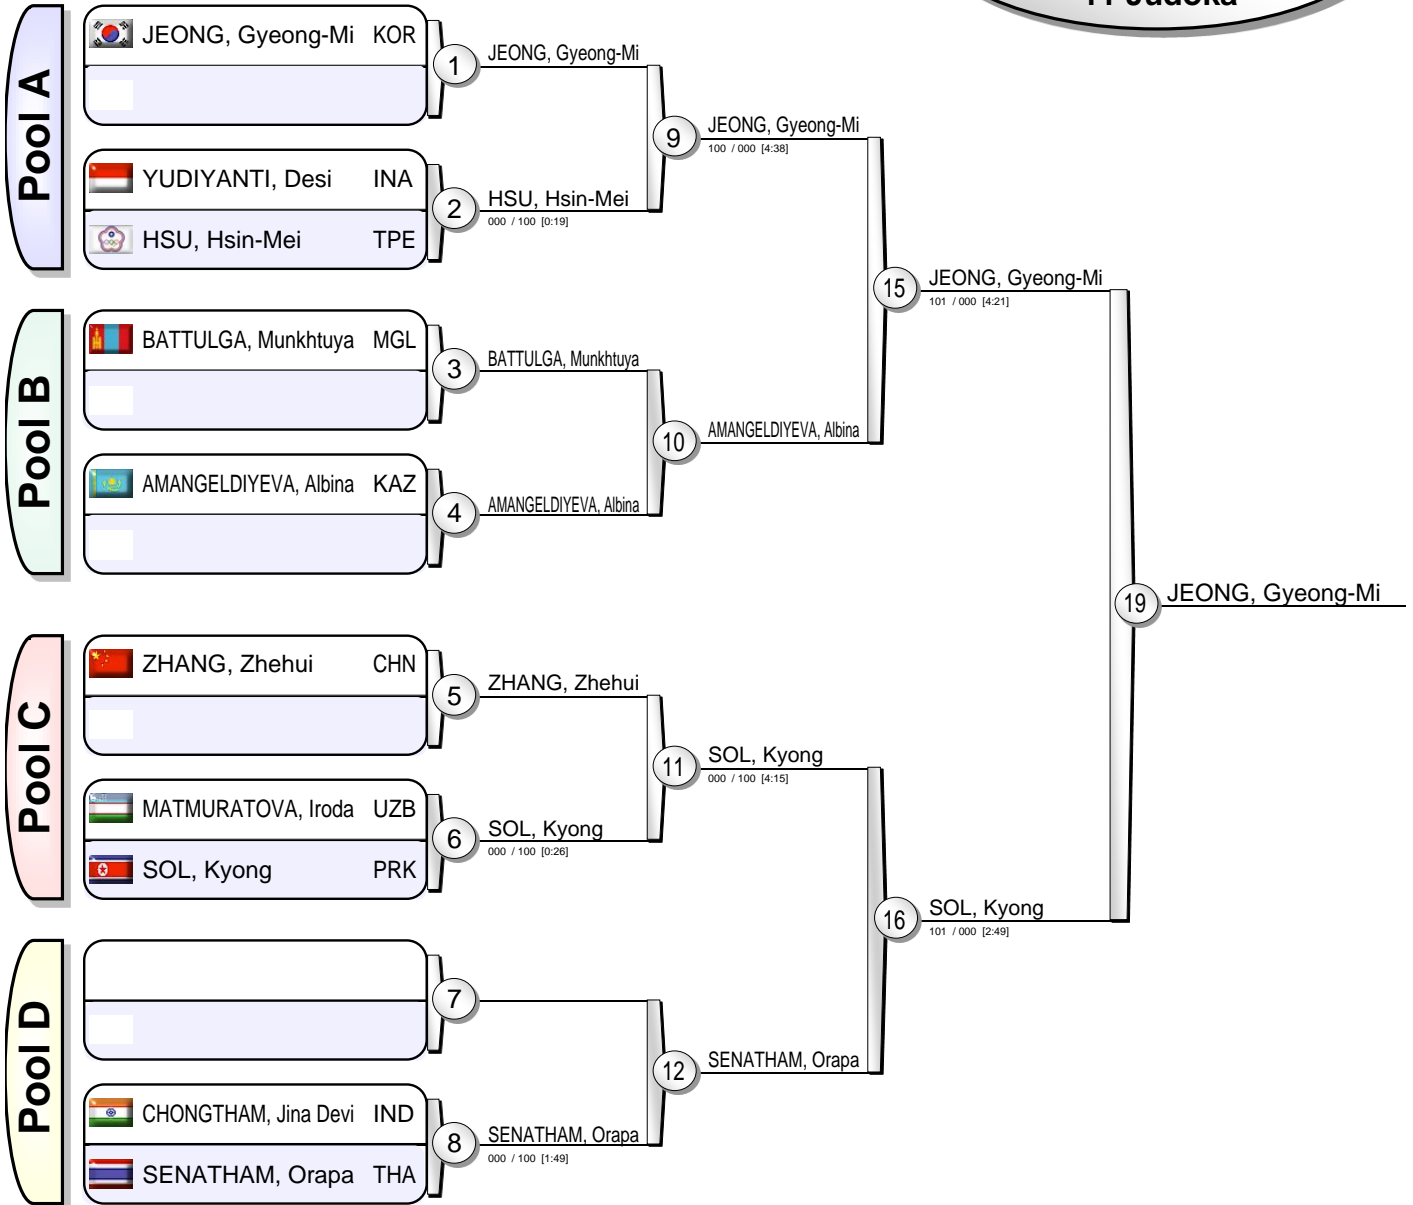 11 Judoka
Pool A
JEONG, Gyeong-Mi KOR
1
JEONG, Gyeong-Mi
YUDIYANTI, Desi INA
HSU, Hsin-Mei TPE
2
HSU, Hsin-Mei
000 / 100 [0:19]
9
JEONG, Gyeong-Mi
100 / 000 [4:38]
Pool B
BATTULGA, Munkhtuya MGL
3
BATTULGA, Munkhtuya
AMANGELDIYEVA, Albina KAZ
4
AMANGELDIYEVA, Albina
10
AMANGELDIYEVA, Albina
15
JEONG, Gyeong-Mi
101 / 000 [4:21]
Pool C
ZHANG, Zhehui CHN
5
ZHANG, Zhehui
MATMURATOVA, Iroda UZB
SOL, Kyong PRK
6
SOL, Kyong
000 / 100 [0:26]
11
SOL, Kyong
000 / 100 [4:15]
Pool D
7
CHONGTHAM, Jina Devi IND
SENATHAM, Orapa THA
8
SENATHAM, Orapa
000 / 100 [1:49]
12
SENATHAM, Orapa
16
SOL, Kyong
101 / 000 [2:49]
19
JEONG, Gyeong-Mi